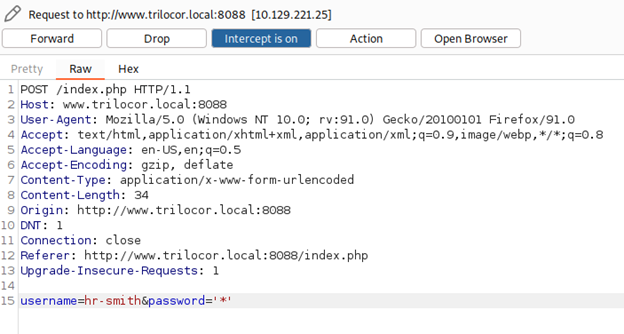 Request to http://www.trilocor.local:8088 [10.129.221.25]
Forward Drop Intercept is on Action Open Browser
Pretty Raw Hex
1 POST /index.php HTTP/1.1
2 Host: www.trilocor.local:8088
3 User-Agent: Mozilla/5.0 (Windows NT 10.0; rv:91.0) Gecko/20100101 Firefox/91.0
4 Accept: text/html,application/xhtml+xml,application/xml;q=0.9,image/webp,*/*;q=0.8
5 Accept-Language: en-US,en;q=0.5
6 Accept-Encoding: gzip, deflate
7 Content-Type: application/x-www-form-urlencoded
8 Content-Length: 34
9 Origin: http://www.trilocor.local:8088
10 DNT: 1
11 Connection: close
12 Referer: http://www.trilocor.local:8088/index.php
13 Upgrade-Insecure-Requests: 1
14
15 username=hr-smith&password='*'